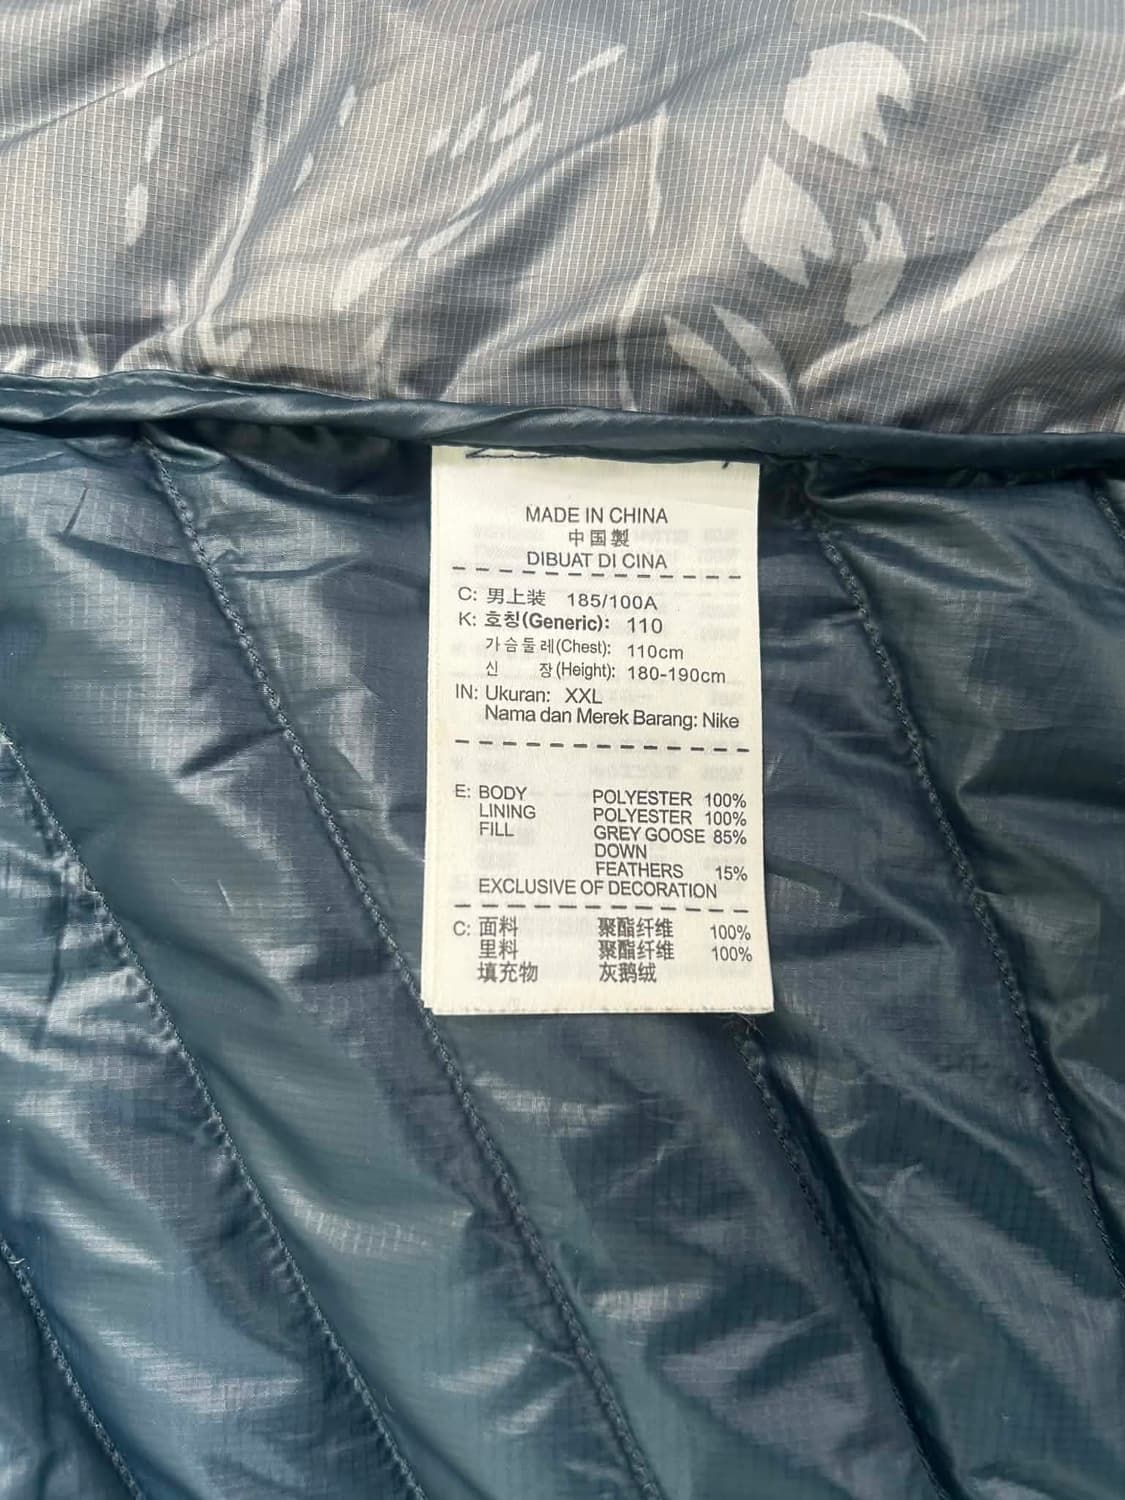 MADE IN CHINA
中国製
DIBUAT DI CINA
C: 男上装 185/100A
K: 호칭(Generic): 110
가슴둘레(Chest): 110cm
신 장(Height): 180-190cm
IN: Ukuran: XXL
Nama dan Merek Barang: Nike
E: BODY POLYESTER 100%
LINING POLYESTER 100%
FILL GREY GOOSE 85%
DOWN
FEATHERS 15%
EXCLUSIVE OF DECORATION
C: 面料 聚酯纤维 100%
里料 聚酯纤维 100%
填充物 灰鹅绒